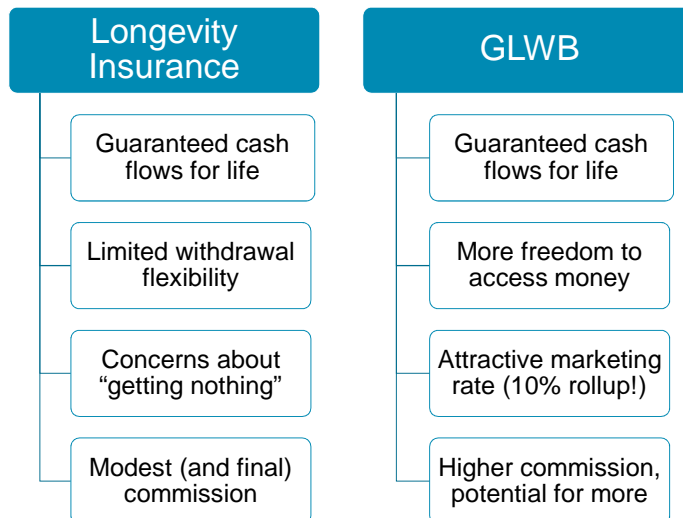 Longevity
Insurance
Guaranteed cash
flows for life
Limited withdrawal
flexibility
Concerns about
“getting nothing”
Modest (and final)
commission
GLWB
Guaranteed cash
flows for life
More freedom to
access money
Attractive marketing
rate (10% rollup!)
Higher commission,
potential for more